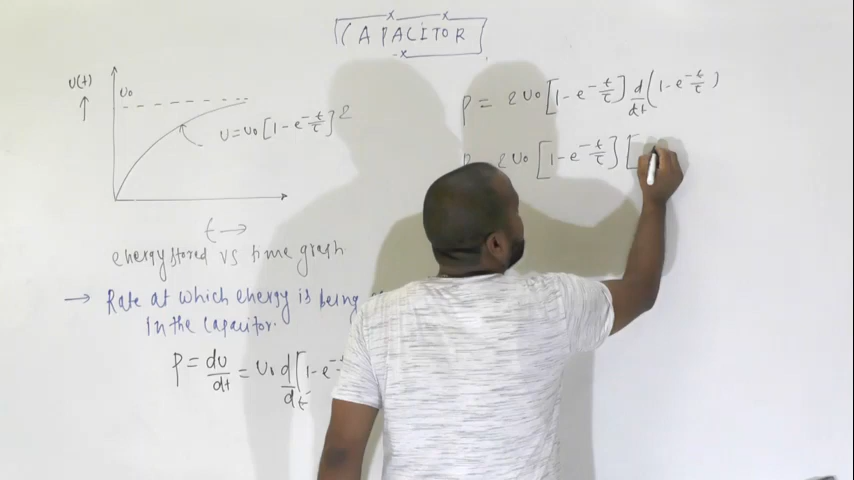 CAPACITOR
U(t)
U₀
U=U₀[1-e^(-t/τ)]²
t →
energy stored vs time graph
→ Rate at which energy is being
in the capacitor.
P = dU/dt = U₀ d/dt [1-e^-
P = 2U₀[1-e^(-t/τ)] d/dt (1-e^(-t/τ))
2U₀[1-e^(-t/τ)][